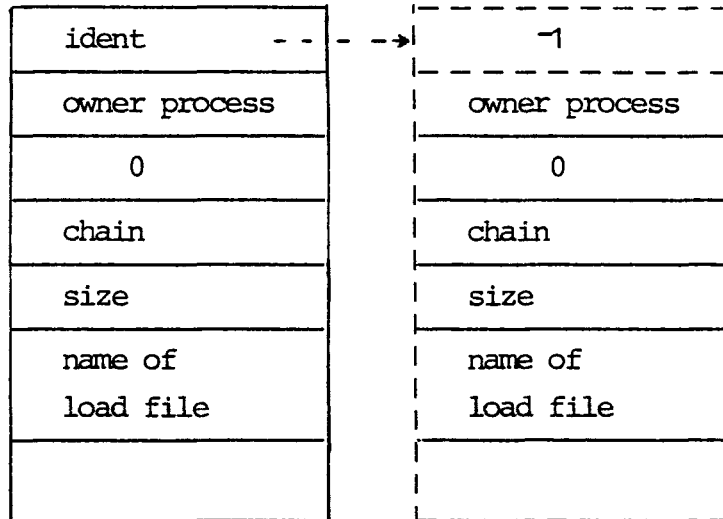 ident
owner process
0
chain
size
name of
load file
-1
owner process
0
chain
size
name of
load file